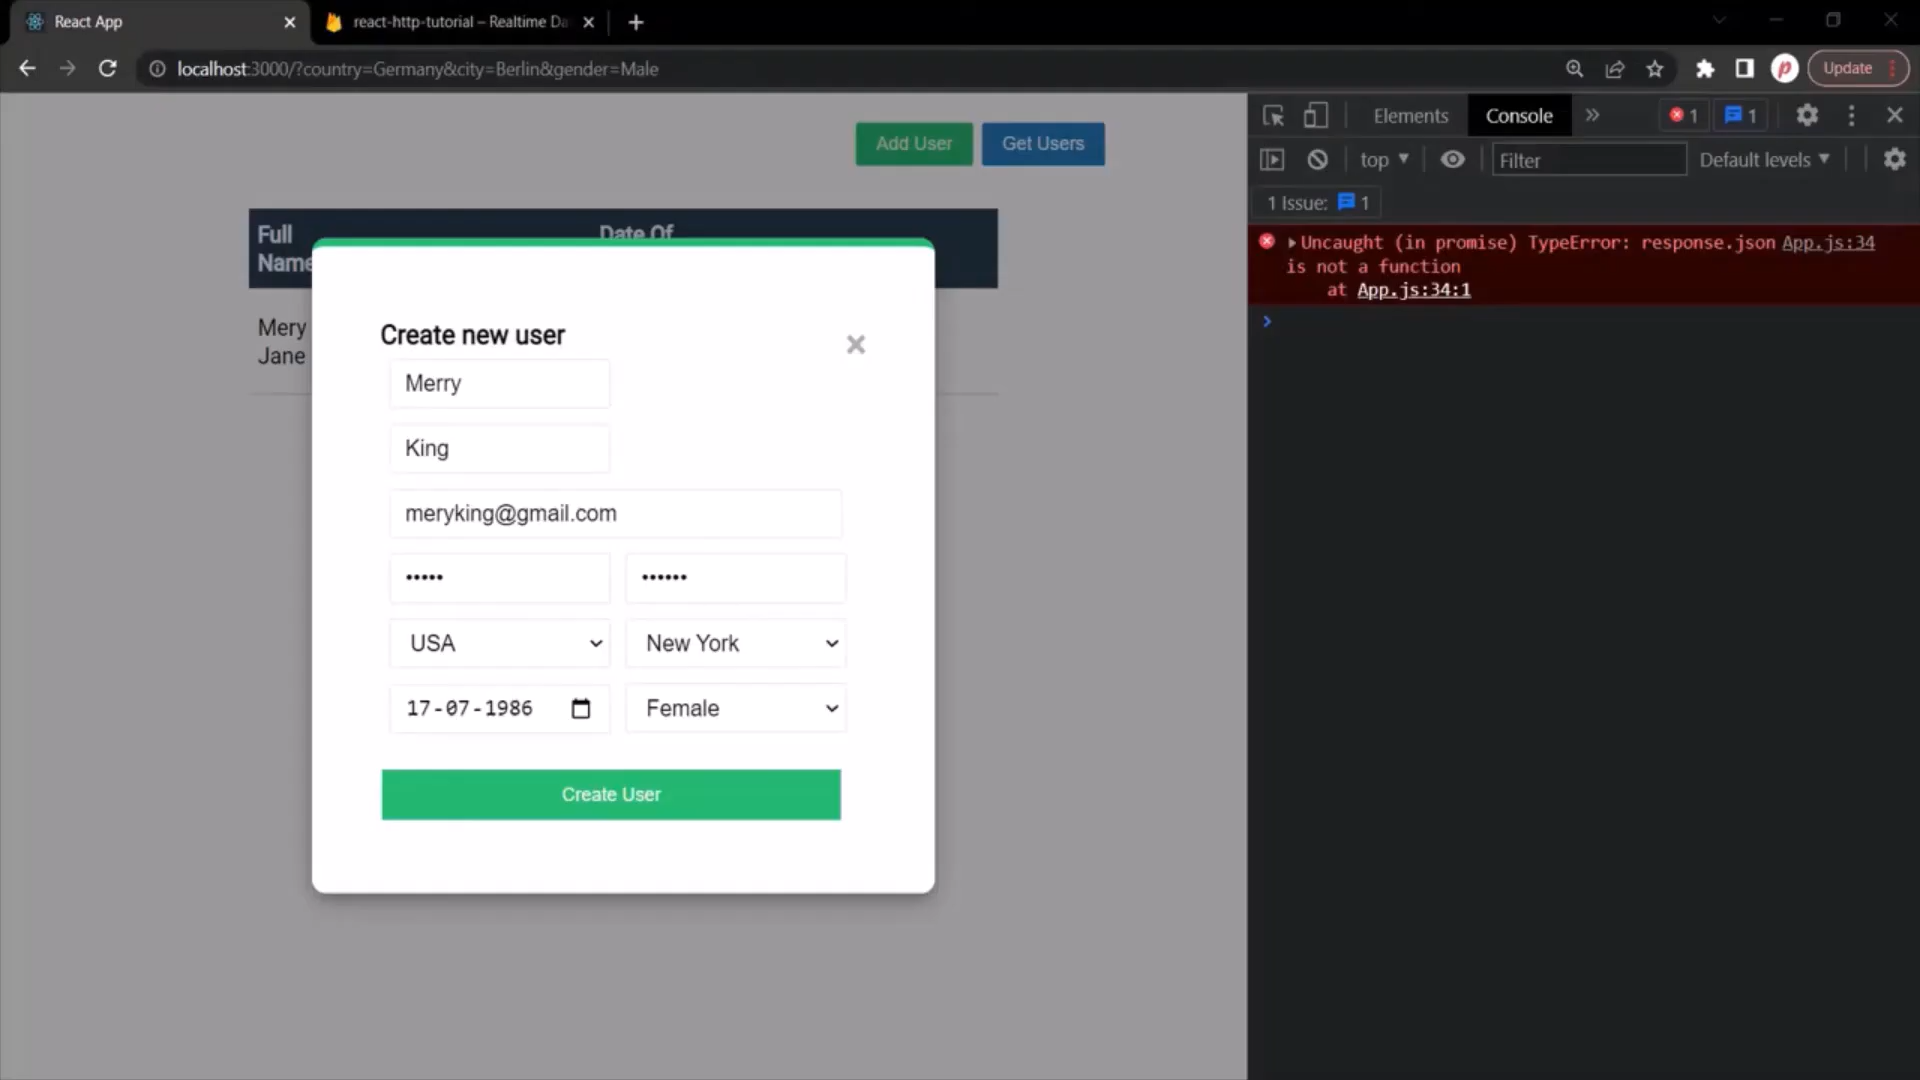 React App
react-http-tutorial – Realtime Da
localhost:3000/?country=Germany&city=Berlin&gender=Male
Update
Add User
Get Users
Full
Name
Date Of
Mery
Jane
Create new user
Merry
King
meryking@gmail.com
•••••
••••••
USA
New York
17-07-1986
Female
Create User
Elements
Console
1
1
top
Filter
Default levels
1 Issue:
1
Uncaught (in promise) TypeError: response.json App.js:34
is not a function
at App.js:34:1